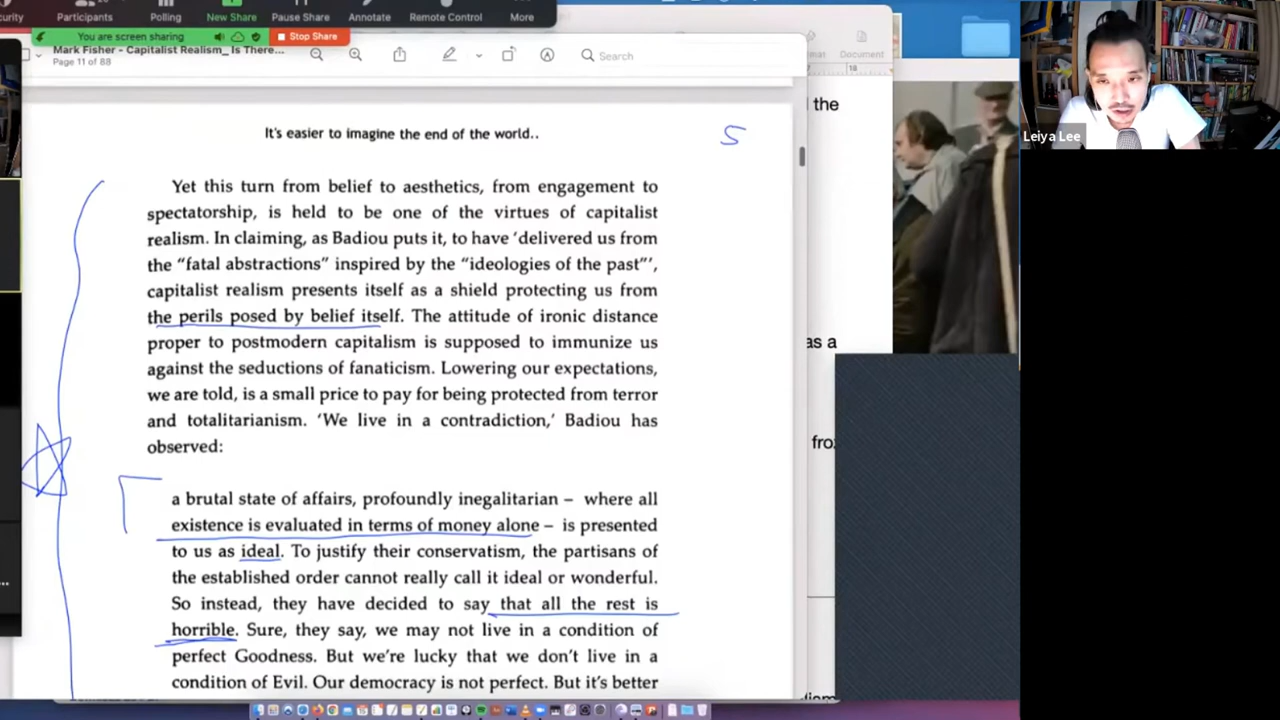 curity
Participants
Polling
New Share
Pause Share
Annotate
Remote Control
More
You are screen sharing
Stop Share
Mark Fisher - Capitalist Realism_ Is There...
Page 11 of 88
Search
rmat
Document
18
It's easier to imagine the end of the world..
5
Yet this turn from belief to aesthetics, from engagement to
spectatorship, is held to be one of the virtues of capitalist
realism. In claiming, as Badiou puts it, to have 'delivered us from
the “fatal abstractions” inspired by the “ideologies of the past”',
capitalist realism presents itself as a shield protecting us from
the perils posed by belief itself. The attitude of ironic distance
proper to postmodern capitalism is supposed to immunize us
against the seductions of fanaticism. Lowering our expectations,
we are told, is a small price to pay for being protected from terror
and totalitarianism. 'We live in a contradiction,' Badiou has
observed:
a brutal state of affairs, profoundly inegalitarian – where all
existence is evaluated in terms of money alone – is presented
to us as ideal. To justify their conservatism, the partisans of
the established order cannot really call it ideal or wonderful.
So instead, they have decided to say that all the rest is
horrible. Sure, they say, we may not live in a condition of
perfect Goodness. But we're lucky that we don't live in a
condition of Evil. Our democracy is not perfect. But it's better
the
as a
fro
Leiya Lee